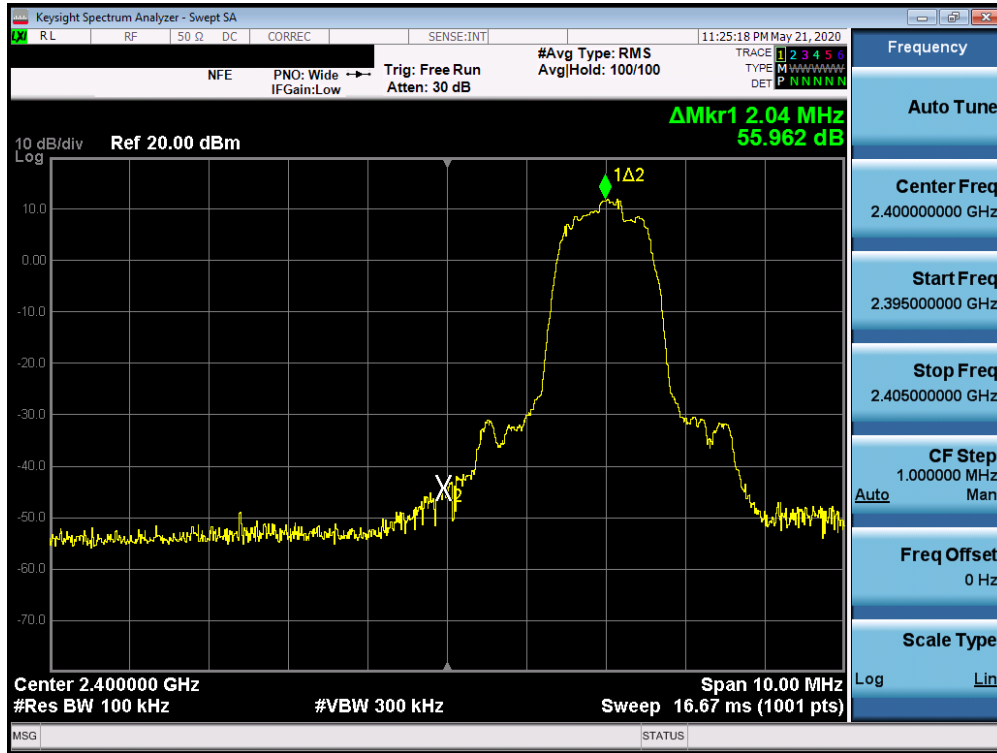 Keysight Spectrum Analyzer - Swept SA
LXI RL RF 50 Ω DC CORREC SENSE:INT 11:25:18 PM May 21, 2020
NFE PNO: Wide Trig: Free Run #Avg Type: RMS TRACE 1 2 3 4 5 6
IFGain:Low Atten: 30 dB Avg|Hold: 100/100 TYPE M W W W W W
DET P N N N N N
ΔMkr1 2.04 MHz
55.962 dB
10 dB/div Ref 20.00 dBm
Log
1Δ2
10.0
0.00
-10.0
-20.0
-30.0
-40.0
X2
-50.0
-60.0
-70.0
Center 2.400000 GHz Span 10.00 MHz
#Res BW 100 kHz #VBW 300 kHz Sweep 16.67 ms (1001 pts)
MSG STATUS
Frequency
Auto Tune
Center Freq
2.400000000 GHz
Start Freq
2.395000000 GHz
Stop Freq
2.405000000 GHz
CF Step
1.000000 MHz
Auto Man
Freq Offset
0 Hz
Scale Type
Log Lin